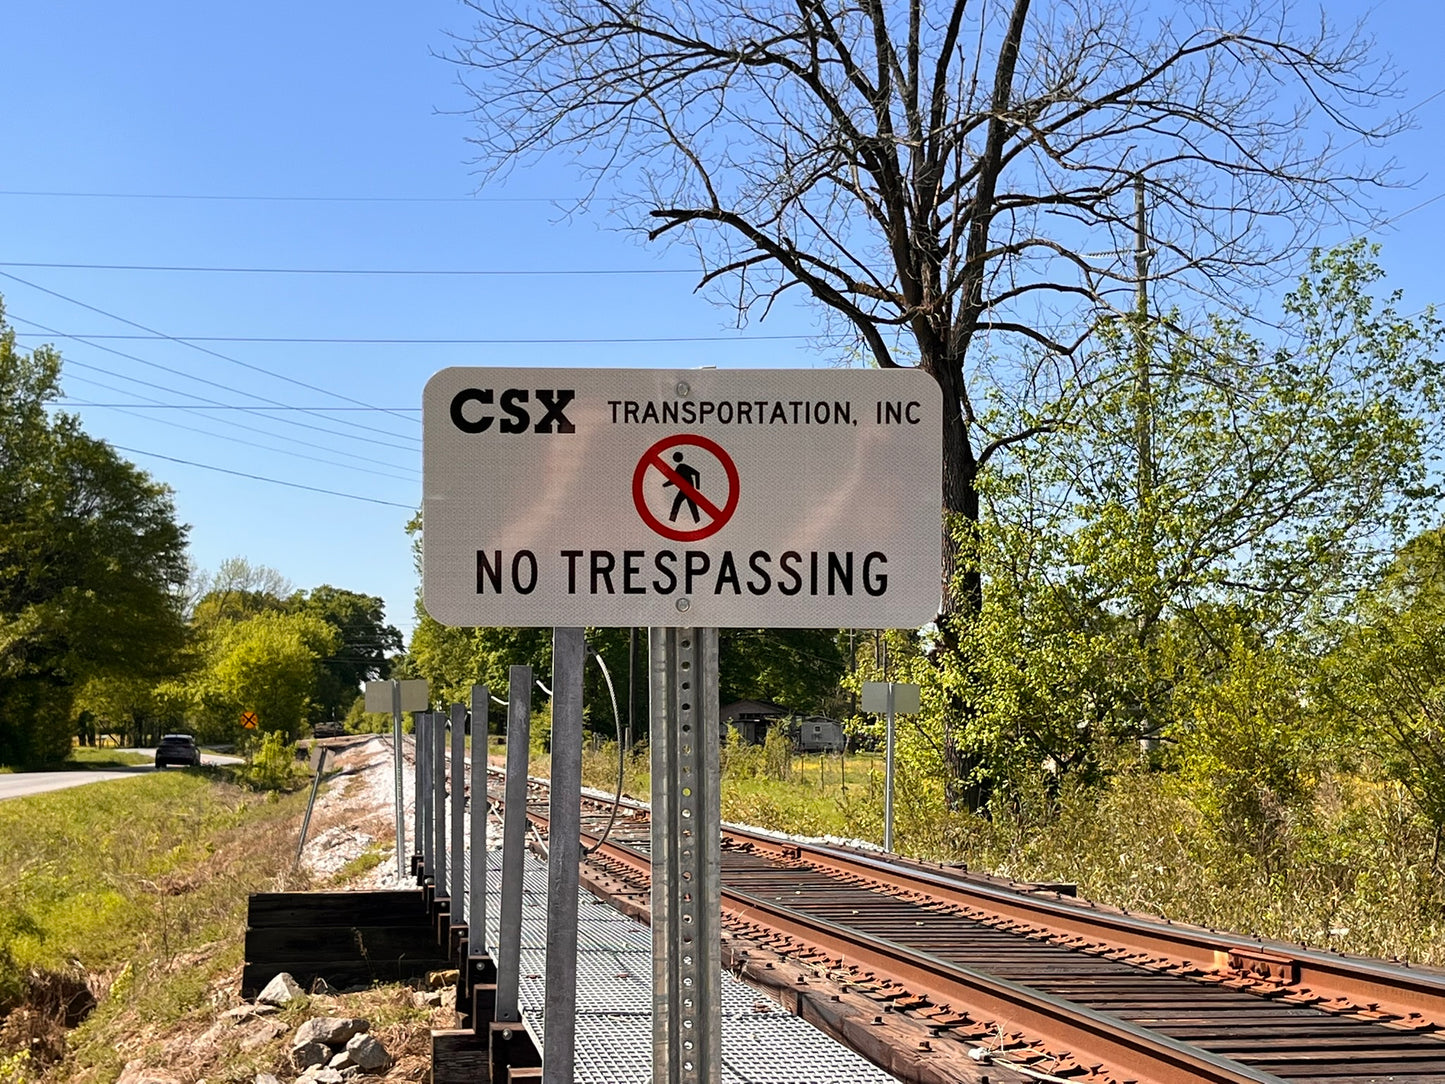 CSX TRANSPORTATION, INC
NO TRESPASSING